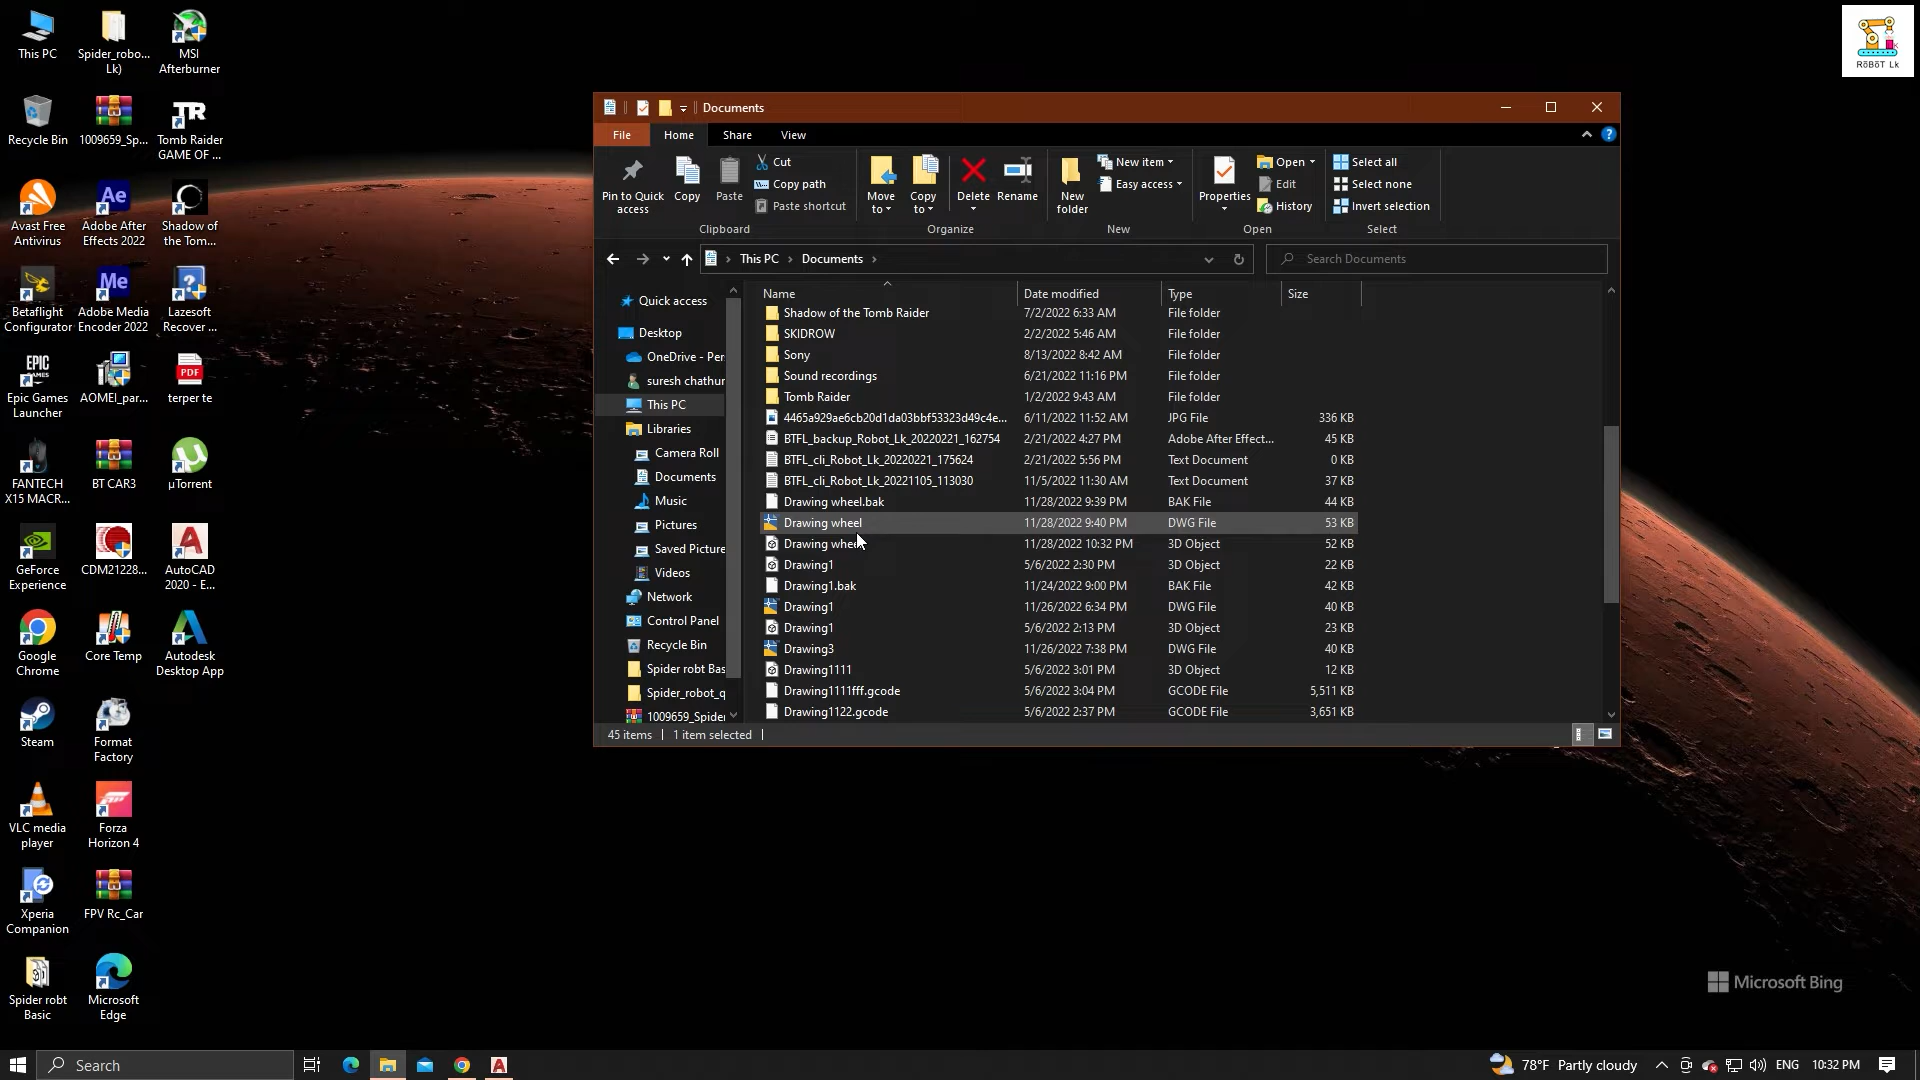 This PC
Spider_robo...
Lk)
MSI
Afterburner
Recycle Bin
1009659_Sp...
TR
Tomb Raider
GAME OF ...
Avast Free
Antivirus
Ae
Adobe After
Effects 2022
Shadow of
the Tom...
Betaflight
Configurator
Me
Adobe Media
Encoder 2022
Lazesoft
Recover ...
EPIC
GAMES
Epic Games
Launcher
AOMEI_par...
PDF
terper te
FANTECH
X15 MACR...
BT CAR3
µTorrent
GeForce
Experience
CDM21228...
AutoCAD
2020 - E...
Google
Chrome
Core Temp
Autodesk
Desktop App
Steam
Format
Factory
VLC media
player
Forza
Horizon 4
Xperia
Companion
FPV Rc_Car
Spider robt
Basic
Microsoft
Edge
RöBöT Lk
Documents
File Home Share View
Pin to Quick
access
Copy
Paste
Cut
Copy path
Paste shortcut
Clipboard
Move
to
Copy
to
Delete
Rename
Organize
New
folder
New item
Easy access
New
Properties
Open
Edit
History
Open
Select all
Select none
Invert selection
Select
This PC
Documents
Search Documents
Quick access
Desktop
OneDrive - Per
suresh chathur
This PC
Libraries
Camera Roll
Documents
Music
Pictures
Saved Picture
Videos
Network
Control Panel
Recycle Bin
Spider robt Bas
Spider_robot_q
1009659_Spide
Name Date modified Type Size
Shadow of the Tomb Raider 7/2/2022 6:33 AM File folder
SKIDROW 2/2/2022 5:46 AM File folder
Sony 8/13/2022 8:42 AM File folder
Sound recordings 6/21/2022 11:16 PM File folder
Tomb Raider 1/2/2022 9:43 AM File folder
4465a929ae6cb20d1da03bbf53323d49c4e... 6/11/2022 11:52 AM JPG File 336 KB
BTFL_backup_Robot_Lk_20220221_162754 2/21/2022 4:27 PM Adobe After Effect... 45 KB
BTFL_cli_Robot_Lk_20220221_175624 2/21/2022 5:56 PM Text Document 0 KB
BTFL_cli_Robot_Lk_20221105_113030 11/5/2022 11:30 AM Text Document 37 KB
Drawing wheel.bak 11/28/2022 9:39 PM BAK File 44 KB
Drawing wheel 11/28/2022 9:40 PM DWG File 53 KB
Drawing wheel 11/28/2022 10:32 PM 3D Object 52 KB
Drawing1 5/6/2022 2:30 PM 3D Object 22 KB
Drawing1.bak 11/24/2022 9:00 PM BAK File 42 KB
Drawing1 11/26/2022 6:34 PM DWG File 40 KB
Drawing1 5/6/2022 2:13 PM 3D Object 23 KB
Drawing3 11/26/2022 7:38 PM DWG File 40 KB
Drawing1111 5/6/2022 3:01 PM 3D Object 12 KB
Drawing1111fff.gcode 5/6/2022 3:04 PM GCODE File 5,511 KB
Drawing1122.gcode 5/6/2022 2:37 PM GCODE File 3,651 KB
45 items 1 item selected
Microsoft Bing
Search
78°F Partly cloudy
ENG
10:32 PM